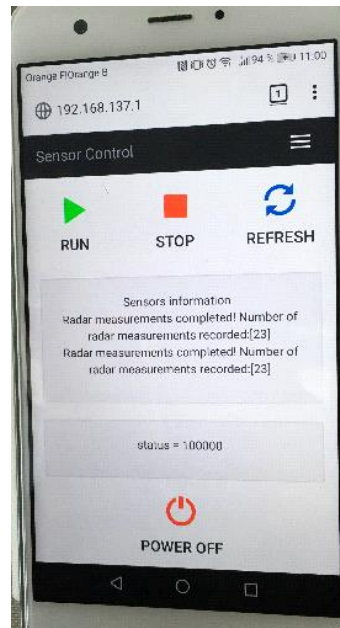 Orange F|Orange B 94 % 11:00
192.168.137.1 1
Sensor Control
RUN STOP REFRESH
Sensors information
Radar measurements completed! Number of
radar measurements recorded:[23]
Radar measurements completed! Number of
radar measurements recorded:[23]
status = 100000
POWER OFF